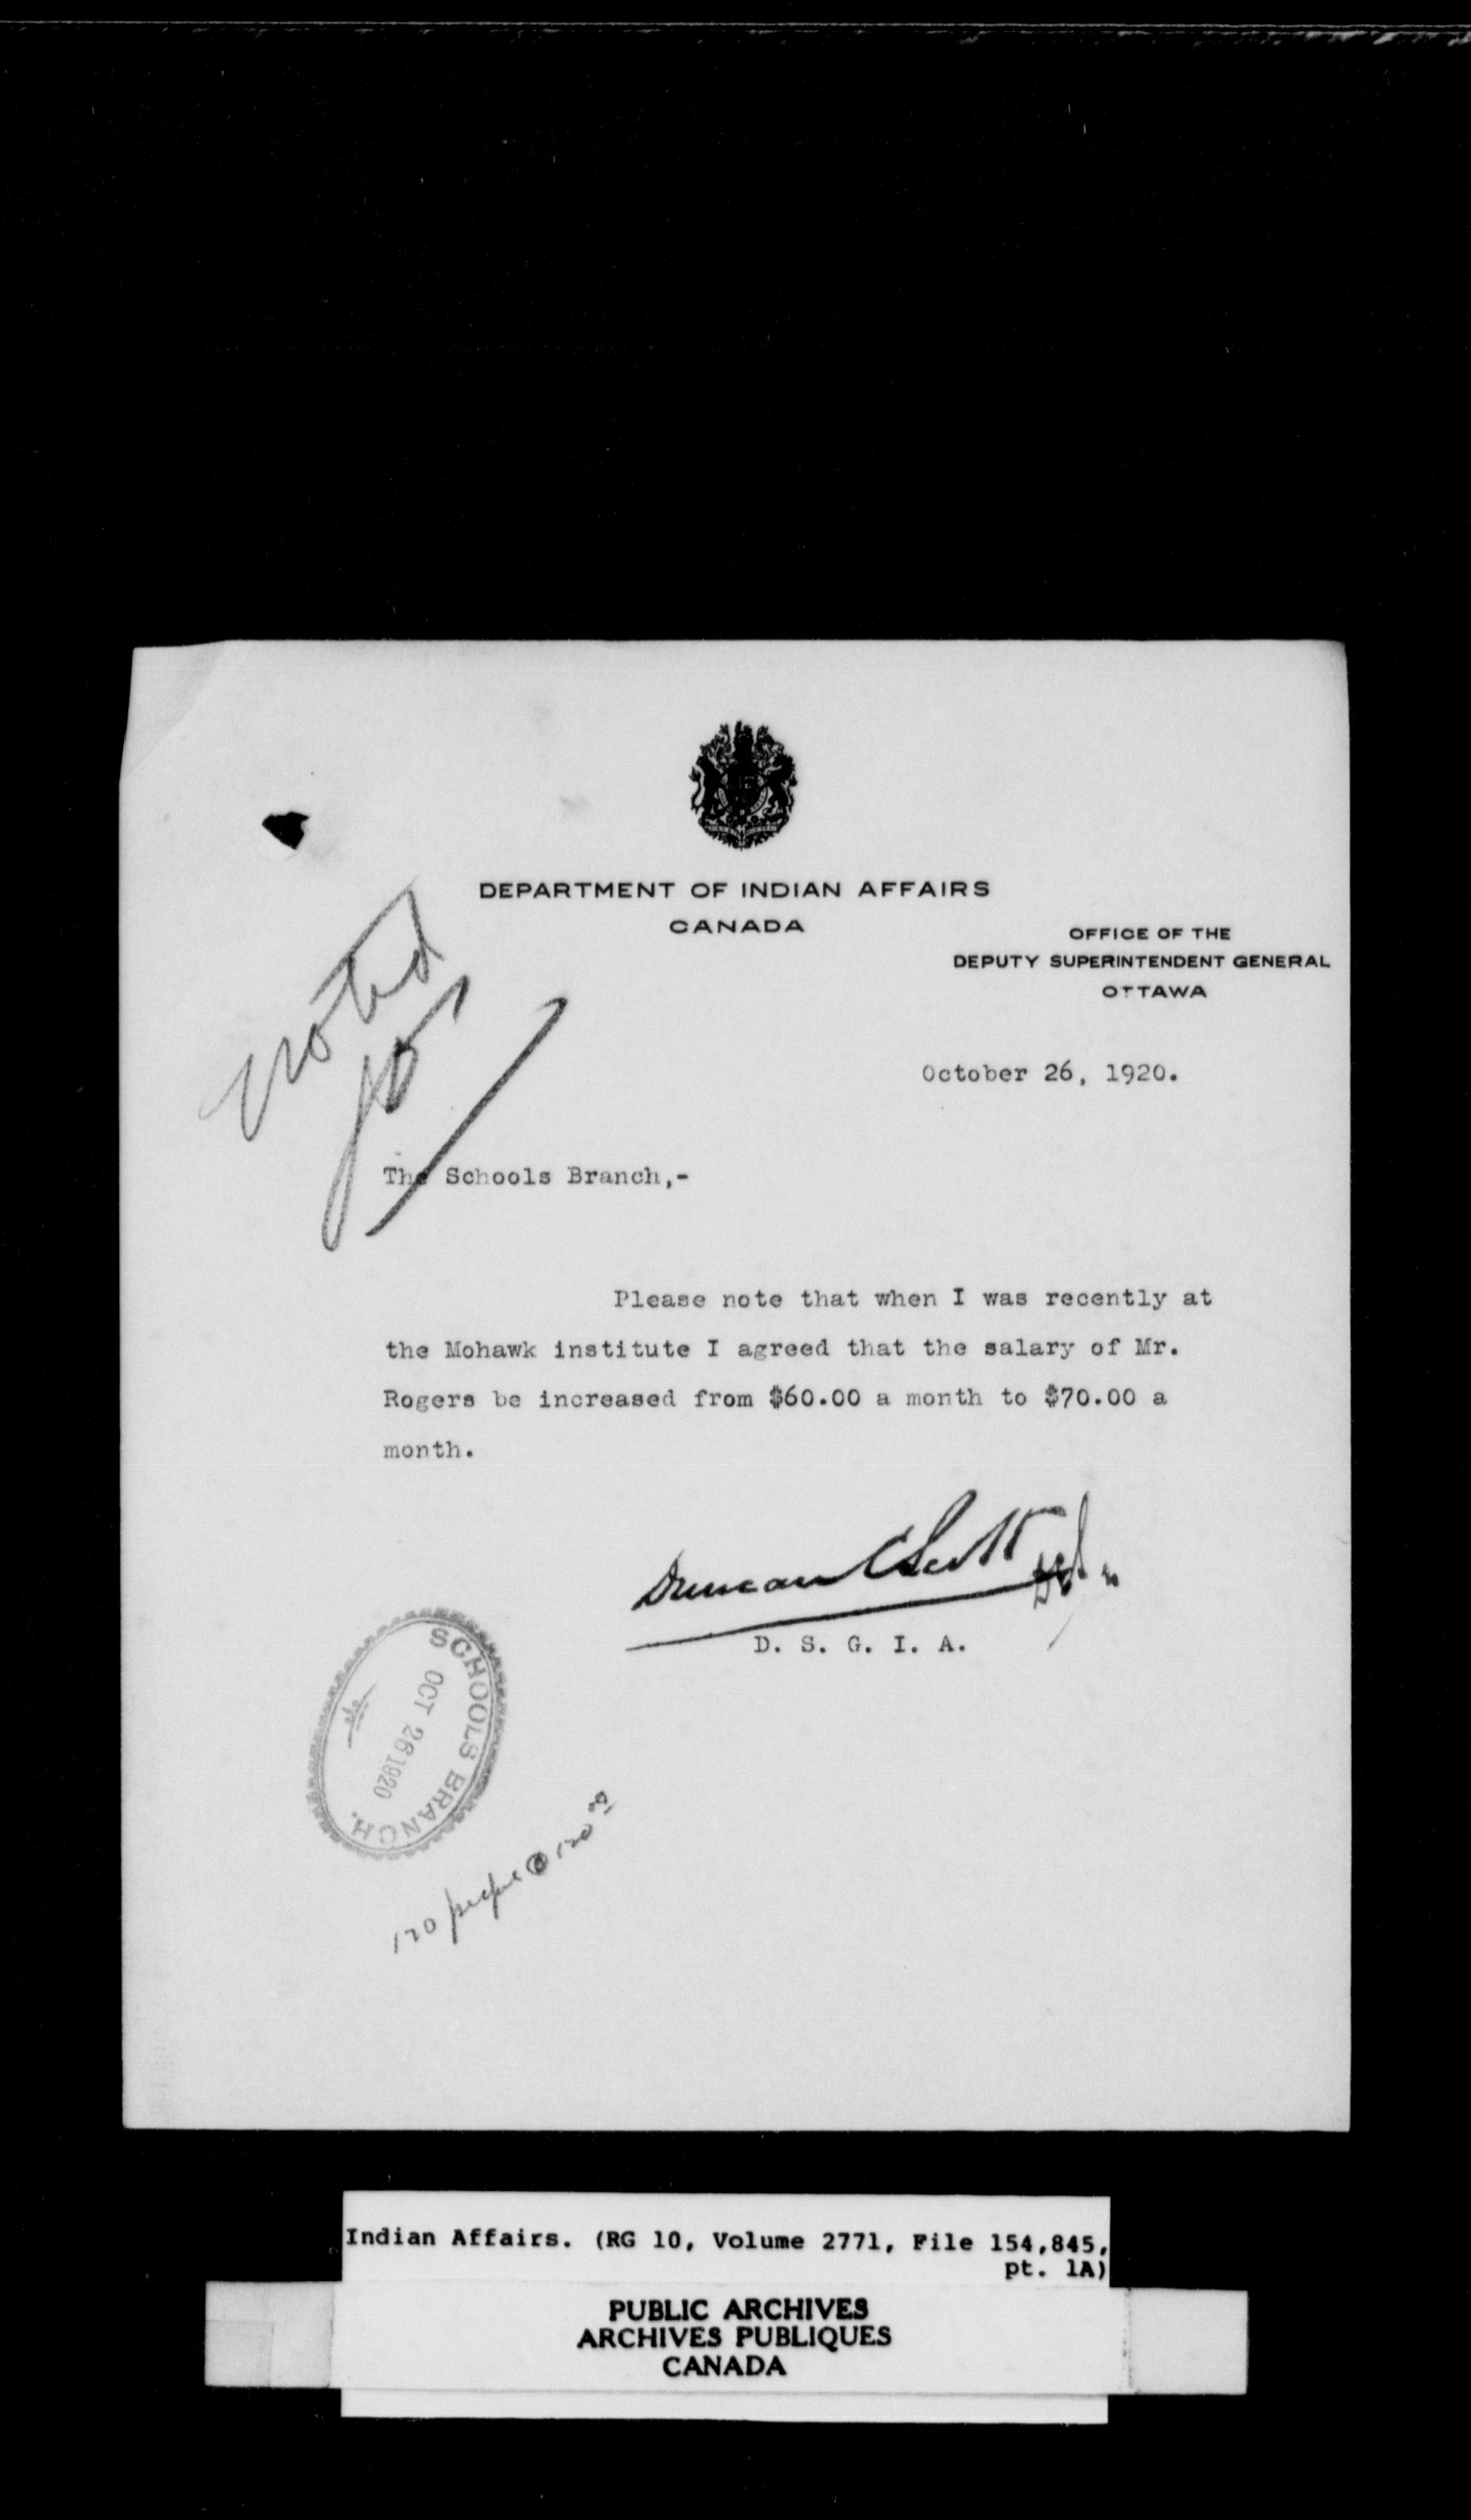 DEPARTMENT OF INDIAN AFFAIRS
CANADA
OFFICE OF THE
DEPUTY SUPERINTENDENT GENERAL
OTTAWA
noted
October 26, 1920.
The Schools Branch,-
Please note that when I was recently at
the Mohawk institute I agreed that the salary of Mr.
Rogers be increased from $60.00 a month to $70.00 a
month.
Duncan C Scott
D. S. G. I. A.
SCHOOLS BRANCH.
OCT 26 1920
120 @ 120
Indian Affairs. (RG 10, Volume 2771, File 154,845,
pt. 1A)
PUBLIC ARCHIVES
ARCHIVES PUBLIQUES
CANADA